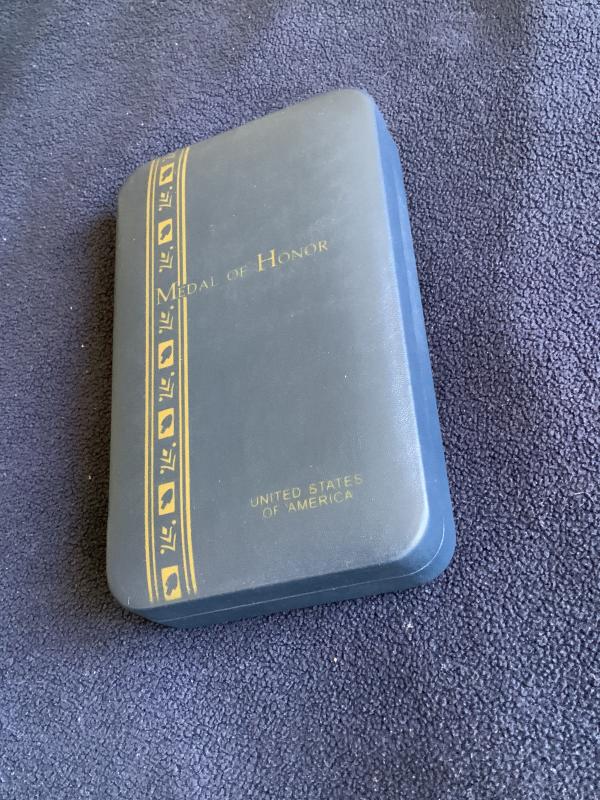 MEDAL OF HONOR
UNITED STATES
OF AMERICA